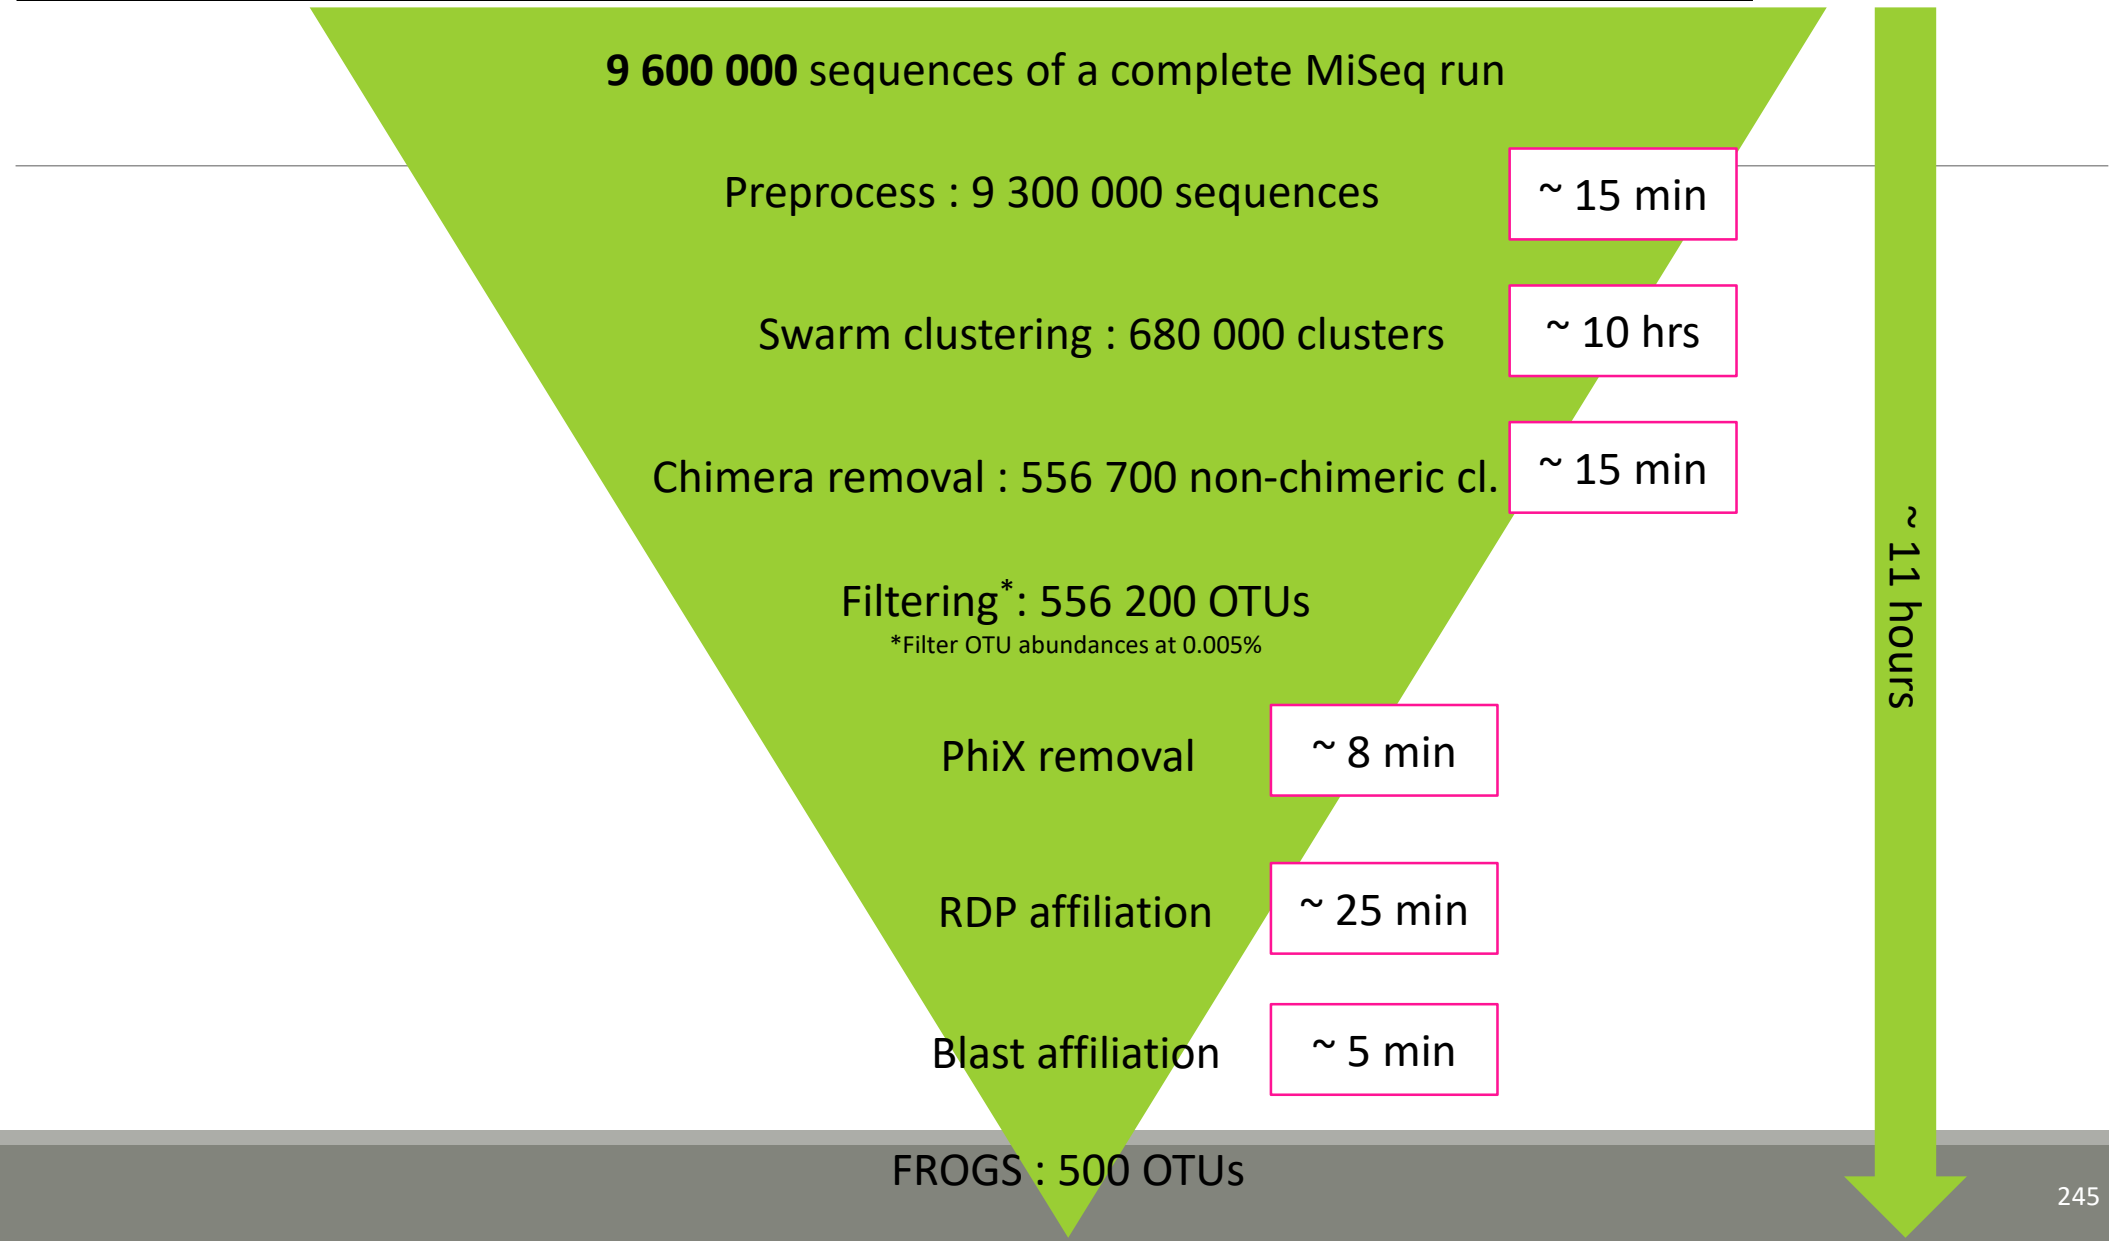 9 600 000 sequences of a complete MiSeq run
Preprocess : 9 300 000 sequences
~ 15 min
Swarm clustering : 680 000 clusters
~ 10 hrs
Chimera removal : 556 700 non-chimeric cl.
~ 15 min
Filtering*: 556 200 OTUs
*Filter OTU abundances at 0.005%
PhiX removal
~ 8 min
RDP affiliation
~ 25 min
Blast affiliation
~ 5 min
FROGS : 500 OTUs
~ 11 hours
245